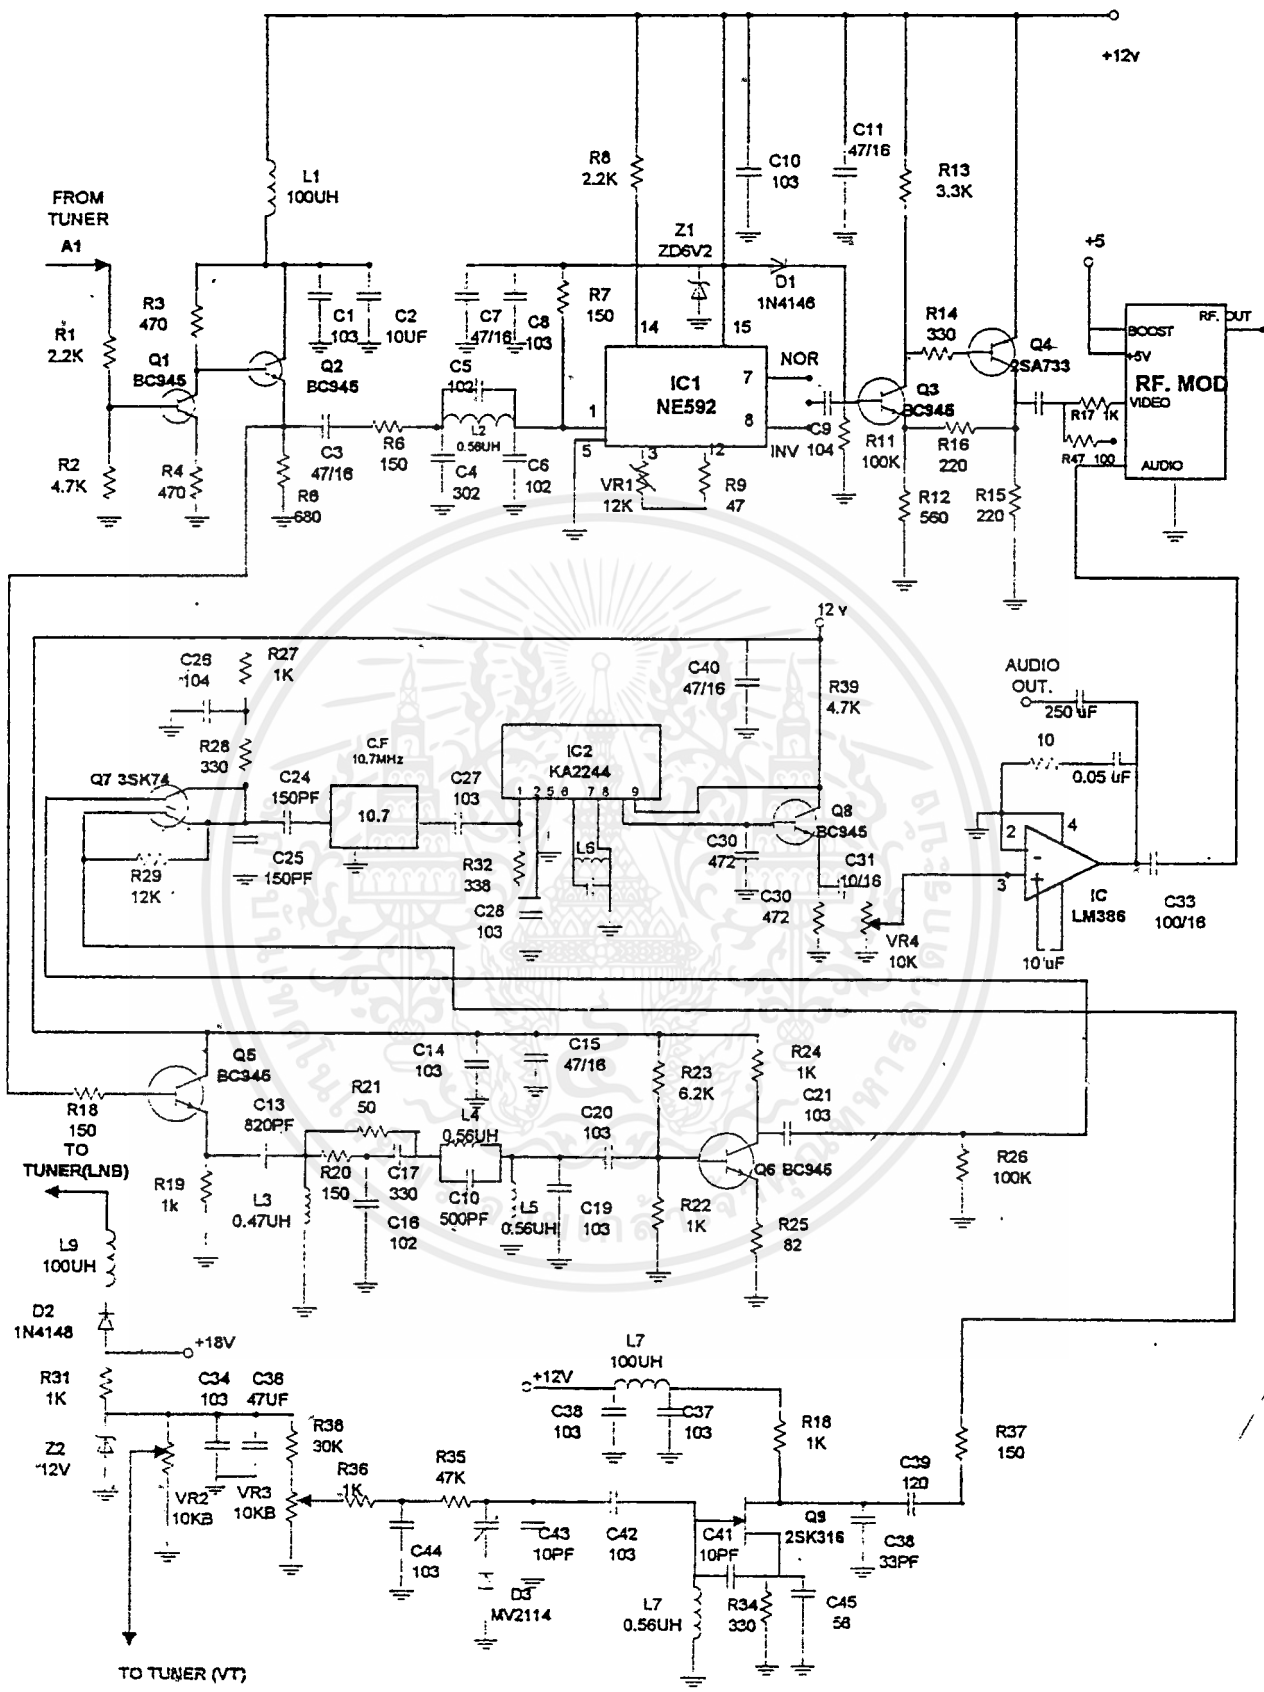 +12v
FROM
TUNER
A1
L1
100UH
R8
2.2K
C10
103
C11
47/16
R13
3.3K
+5
R3
470
R1
2.2K
Q1
BC945
C1
103
C2
10UF
Q2
BC945
C7
47/16
C8
103
R7
150
Z1
ZD6V2
D1
1N4148
14
15
R14
330
Q4
2SA733
BOOST
+5V
RF. OUT
RF. MOD
VIDEO
AUDIO
C5
102
L2
0.56UH
IC1
NE592
1
5
3
12
7
8
NOR
INV
C9
104
Q3
BC945
R11
100K
R16
220
R17 1K
R47 100
R2
4.7K
R4
470
R6
680
C3
47/16
R6
150
C4
302
C6
102
VR1
12K
R9
47
R12
560
R15
220
12 v
C26
104
R27
1K
C40
47/16
R39
4.7K
AUDIO
OUT.
250 uF
10
0.05 uF
R28
330
Q7 3SK74
C24
150PF
C.F
10.7MHz
10.7
C27
103
IC2
KA2244
1 2 5 6 7 8 9
Q8
BC945
2
4
3
IC
LM386
10 uF
C33
100/16
R29
12K
C25
150PF
R32
338
L6
C28
103
C30
472
C31
10/16
C30
472
VR4
10K
Q5
BC945
R18
150
C14
103
C15
47/16
R23
6.2K
R24
1K
C21
103
TO
TUNER(LNB)
C13
820PF
R21
50
L4
0.56UH
C20
103
Q6 BC945
R26
100K
R19
1k
L3
0.47UH
R20
150
C17
330
C16
102
C10
500PF
L5
0.56UH
C19
103
R22
1K
R25
82
L9
100UH
D2
1N4148
+18V
R31
1K
C34
103
C36
47UF
R38
30K
Z2
12V
VR2
10KB
VR3
10KB
R36
1K
R35
47K
L7
100UH
+12V
C38
103
C37
103
R18
1K
R37
150
C39
120
C44
103
D3
MV2114
C43
10PF
C42
103
C41
10PF
Q9
2SK316
C38
33PF
L7
0.56UH
R34
330
C45
56
TO TUNER (VT)